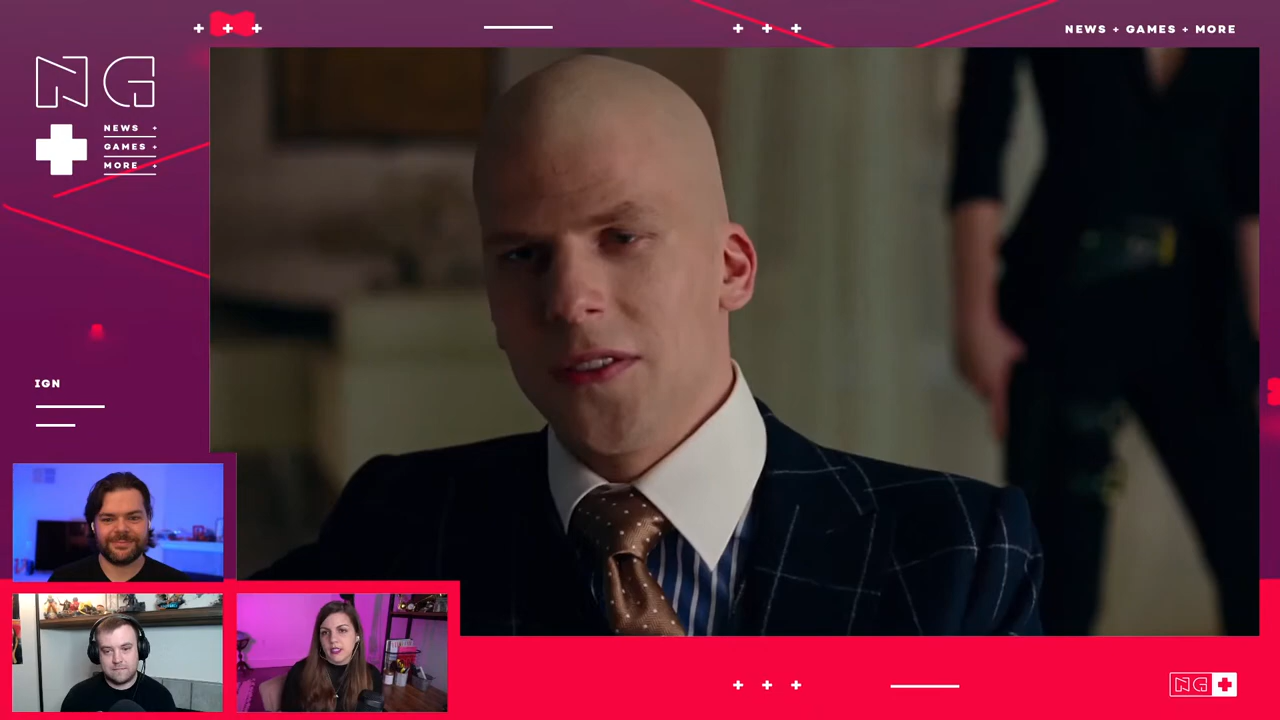 NEWS + GAMES + MORE
NG
NEWS +
GAMES +
MORE +
IGN
NG+